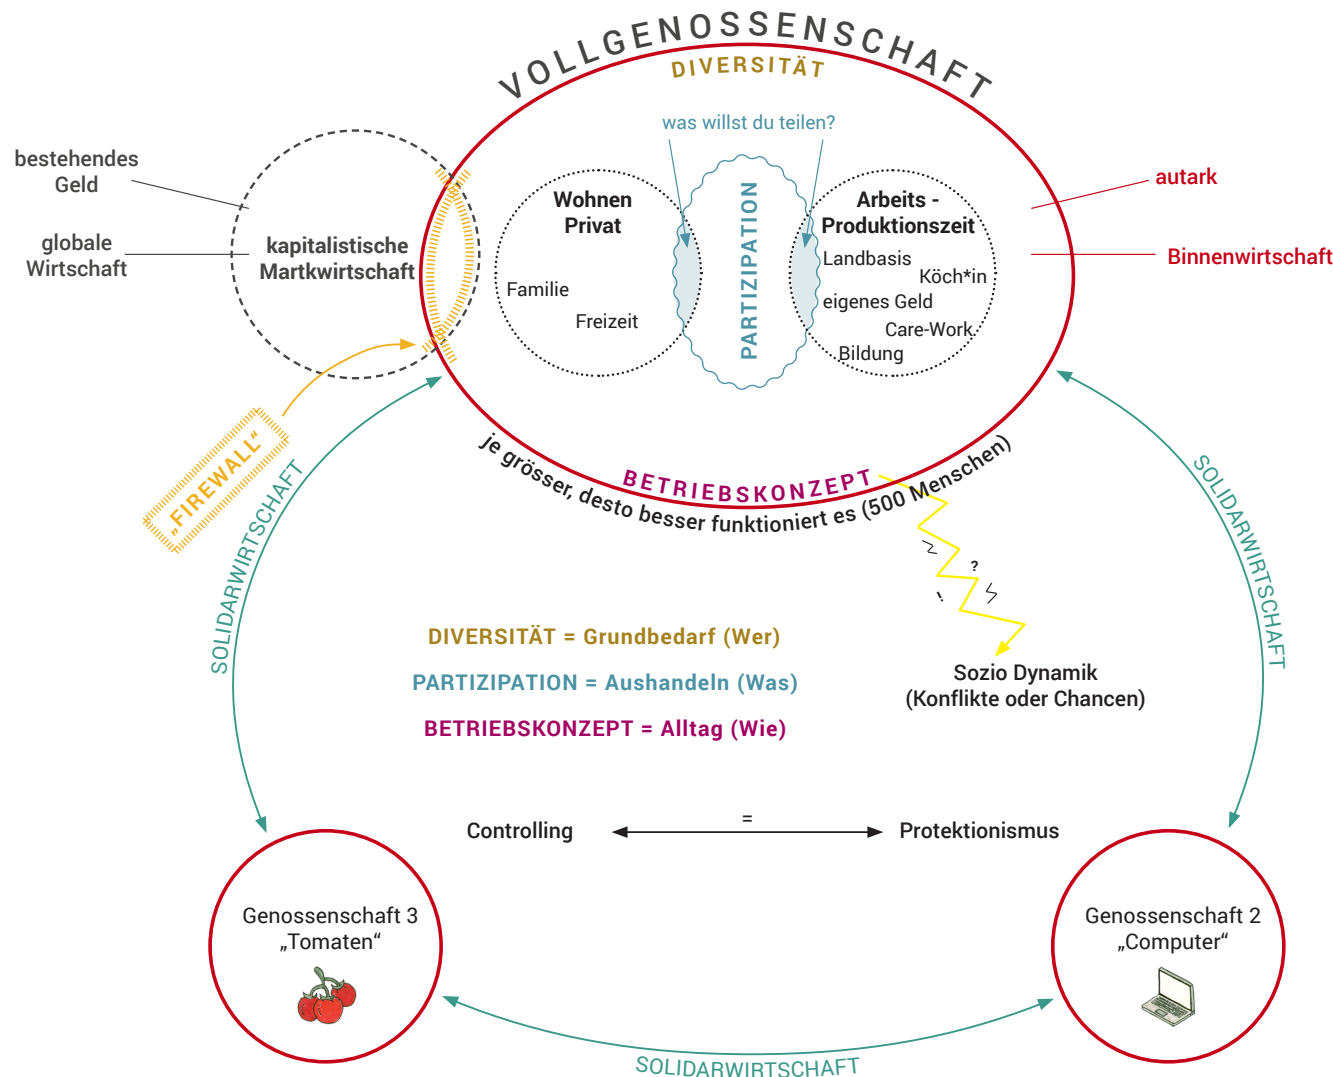 VOLLGENOSSENSCHAFT
DIVERSITÄT
was willst du teilen?
bestehendes
Geld
globale
Wirtschaft
kapitalistische
Martkwirtschaft
Wohnen
Privat
Familie
Freizeit
PARTIZIPATION
Arbeits -
Produktionszeit
Landbasis
Köch*in
eigenes Geld
Care-Work
Bildung
autark
Binnenwirtschaft
„FIREWALL“
BETRIEBSKONZEPT
je grösser, desto besser funktioniert es (500 Menschen)
SOLIDARWIRTSCHAFT
SOLIDARWIRTSCHAFT
?
!
Sozio Dynamik
(Konflikte oder Chancen)
DIVERSITÄT = Grundbedarf (Wer)
PARTIZIPATION = Aushandeln (Was)
BETRIEBSKONZEPT = Alltag (Wie)
Controlling
=
Protektionismus
Genossenschaft 3
„Tomaten“
Genossenschaft 2
„Computer“
SOLIDARWIRTSCHAFT